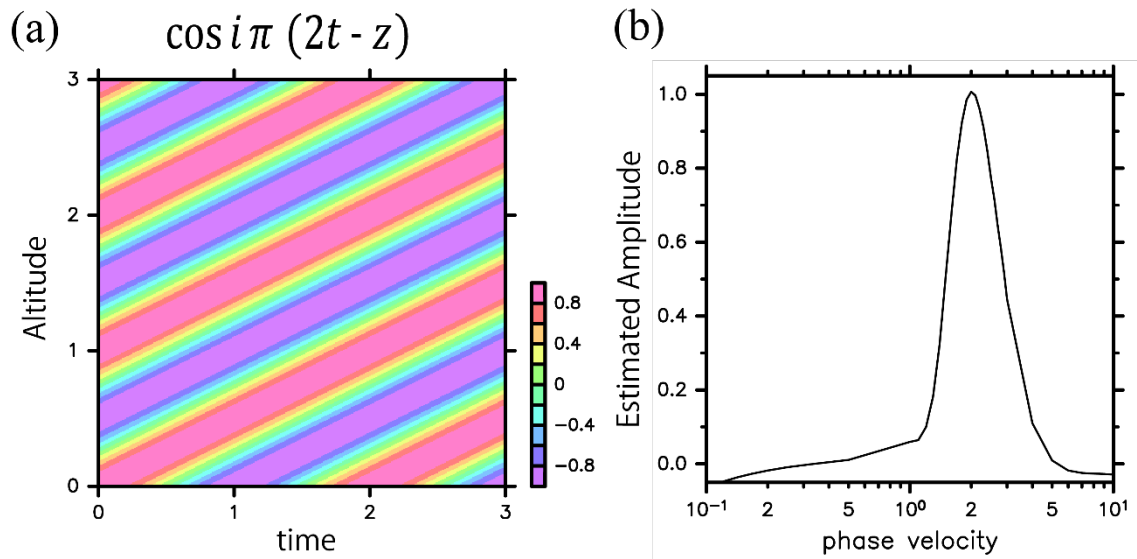 (a)
cos iπ (2t - z)
3
2
1
0
Altitude
0 1 2 3
time
0.8
0.4
0
−0.4
−0.8
(b)
1.0
0.8
0.6
0.4
0.2
0.0
Estimated Amplitude
10⁻¹ 2 5 10⁰ 2 5 10¹
phase velocity